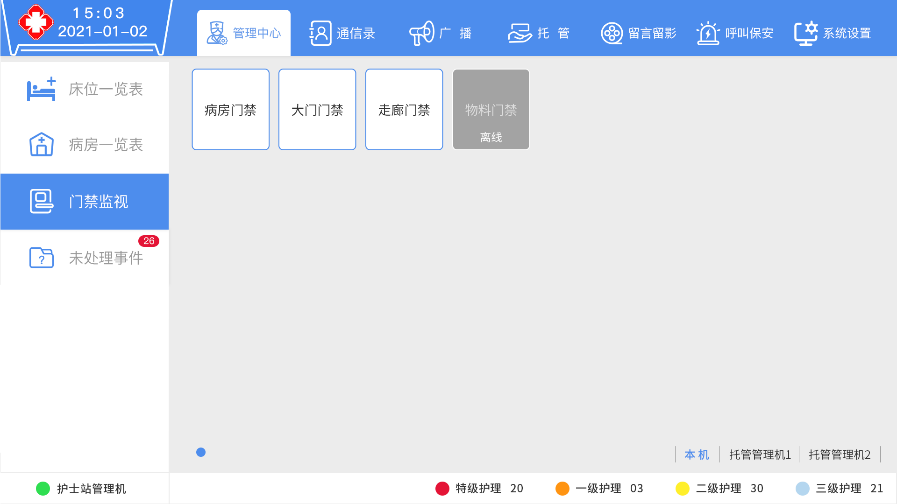 15:03
2021-01-02
管理中心
通信录
广 播
托 管
留言留影
呼叫保安
系统设置
床位一览表
病房一览表
门禁监视
26
未处理事件
病房门禁
大门门禁
走廊门禁
物料门禁
离线
本 机
托管管理机1
托管管理机2
护士站管理机
特级护理 20
一级护理 03
二级护理 30
三级护理 21